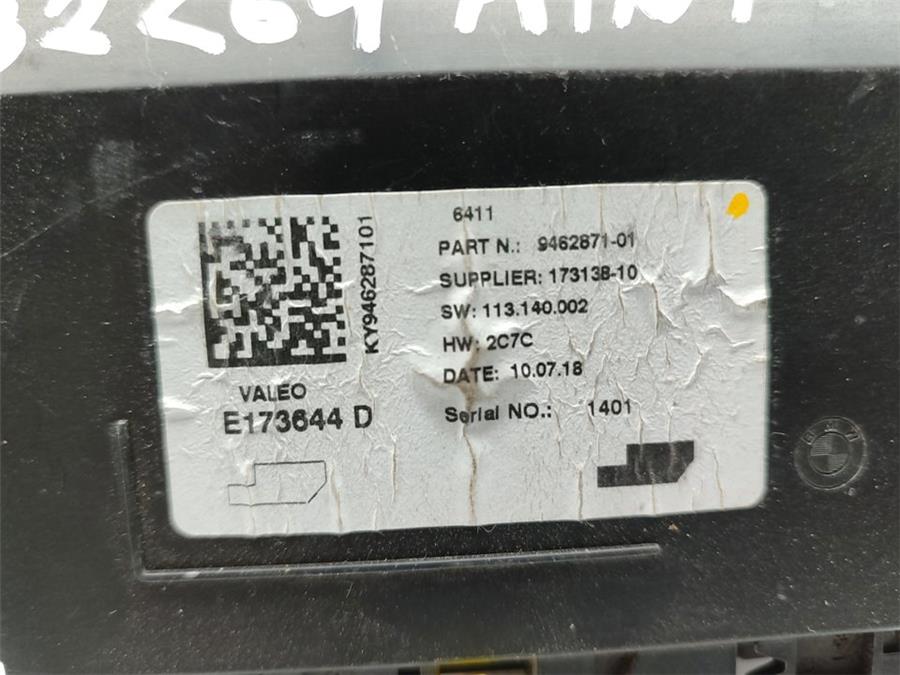 6411
PART N.: 9462871-01
SUPPLIER: 173138-10
SW: 113.140.002
HW: 2C7C
DATE: 10.07.18
Serial NO.: 1401
KY946287101
VALEO
E173644 D
BMW